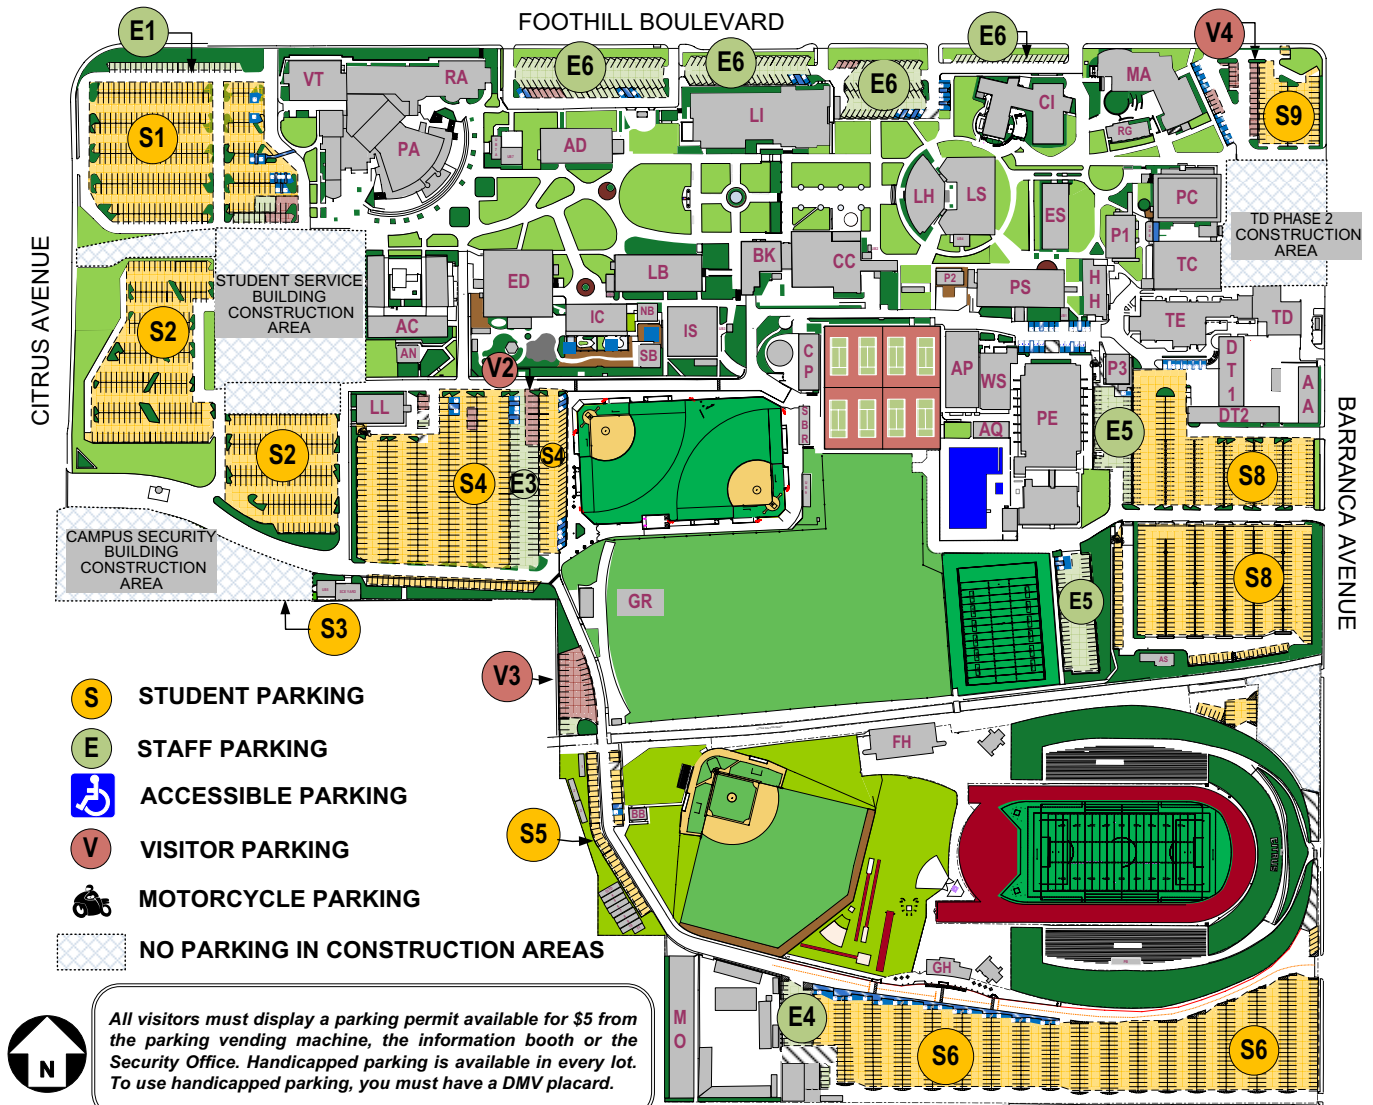 FOOTHILL BOULEVARD
E1
E6
E6
E6
V4
E6
VT
RA
MA
CI
S9
S1
LI
RG
PA
AD
LH
LS
ES
PC
P1
TD PHASE 2
CONSTRUCTION
AREA
CITRUS AVENUE
STUDENT SERVICE
BUILDING
CONSTRUCTION
AREA
ED
LB
BK
CC
P2
PS
H
H
TC
S2
AC
IC
NB
IS
TE
TD
AN
SB
V2
C
P
AP
WS
P3
D
T
1
A
A
LL
S
B
R
PE
DT2
BARRANCA AVENUE
AQ
E5
S2
S4
E3
S4
S8
CAMPUS SECURITY
BUILDING
CONSTRUCTION
AREA
S8
GR
E5
S3
AS
V3
S STUDENT PARKING
E STAFF PARKING
ACCESSIBLE PARKING
V VISITOR PARKING
MOTORCYCLE PARKING
NO PARKING IN CONSTRUCTION AREAS
FH
BB
S5
GH
M
O
E4
S6
S6
N
All visitors must display a parking permit available for $5 from
the parking vending machine, the information booth or the
Security Office. Handicapped parking is available in every lot.
To use handicapped parking, you must have a DMV placard.